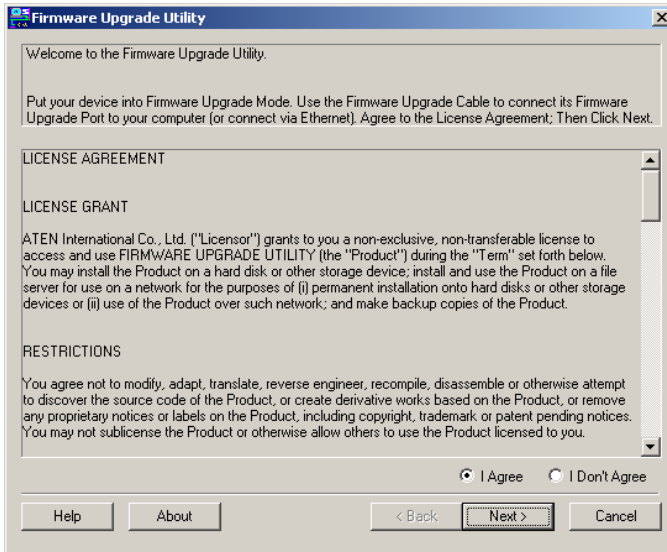 Firmware Upgrade Utility
Welcome to the Firmware Upgrade Utility.
Put your device into Firmware Upgrade Mode. Use the Firmware Upgrade Cable to connect its Firmware
Upgrade Port to your computer (or connect via Ethernet). Agree to the License Agreement; Then Click Next.
LICENSE AGREEMENT
LICENSE GRANT
ATEN International Co., Ltd. ("Licensor") grants to you a non-exclusive, non-transferable license to
access and use FIRMWARE UPGRADE UTILITY (the "Product") during the "Term" set forth below.
You may install the Product on a hard disk or other storage device; install and use the Product on a file
server for use on a network for the purposes of (i) permanent installation onto hard disks or other storage
devices or (ii) use of the Product over such network; and make backup copies of the Product.
RESTRICTIONS
You agree not to modify, adapt, translate, reverse engineer, recompile, disassemble or otherwise attempt
to discover the source code of the Product, or create derivative works based on the Product, or remove
any proprietary notices or labels on the Product, including copyright, trademark or patent pending notices.
You may not sublicense the Product or otherwise allow others to use the Product licensed to you.
I Agree I Don't Agree
Help About < Back Next > Cancel